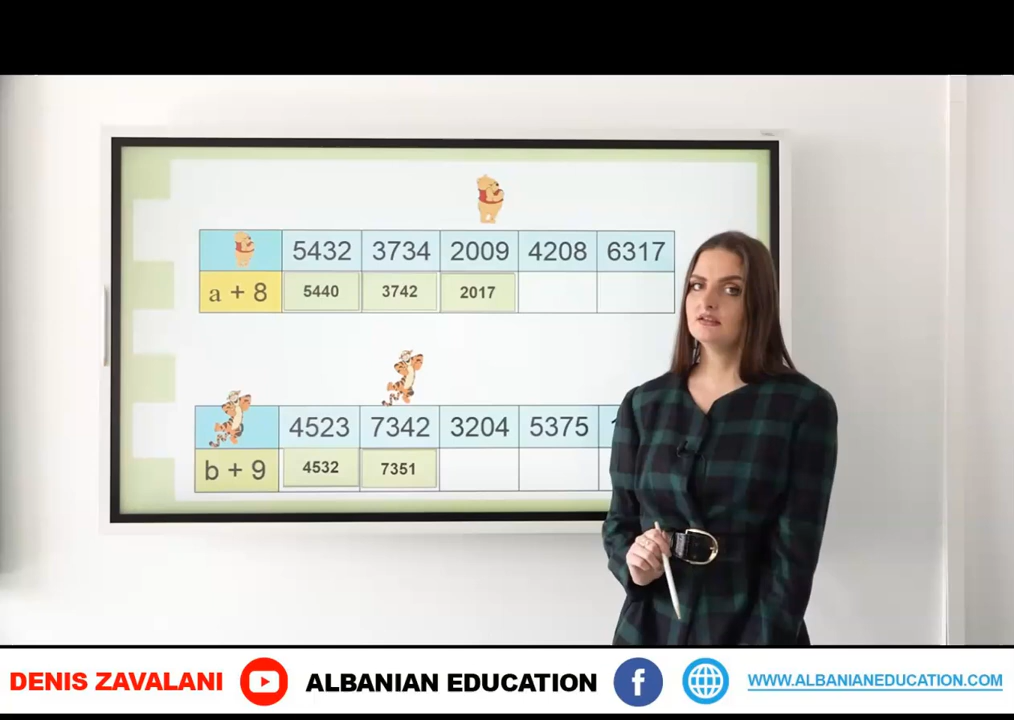 5432 3734 2009 4208 6317
a + 8 5440 3742 2017
4523 7342 3204 5375
b + 9 4532 7351
DENIS ZAVALANI ALBANIAN EDUCATION f WWW.ALBANIANEDUCATION.COM